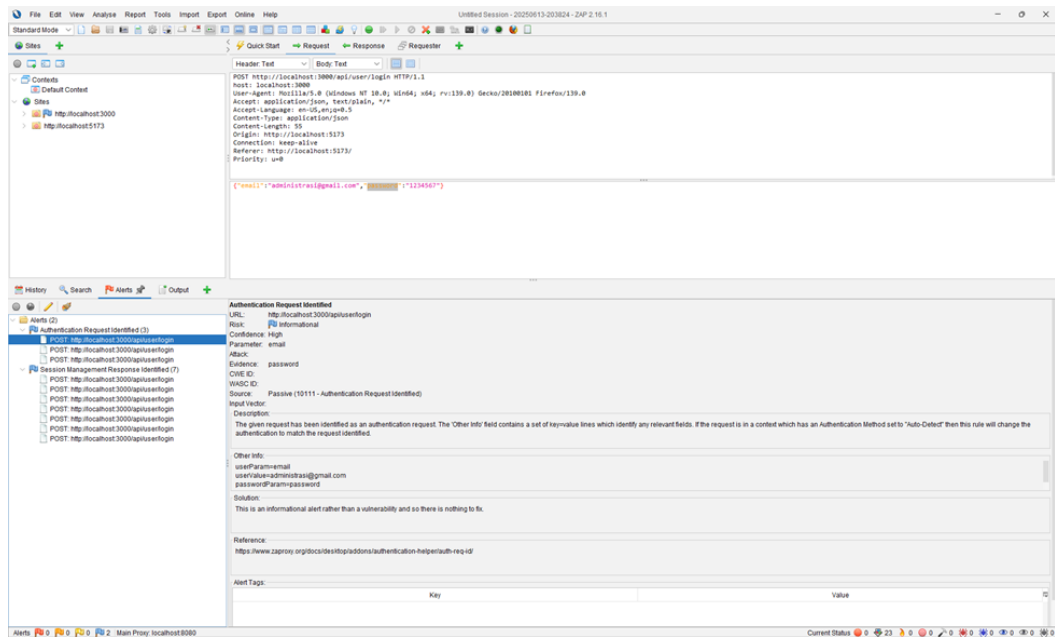 File Edit View Analyse Report Tools Import Export Online Help
Untitled Session - 20250613-203824 - ZAP 2.16.1
Standard Mode
Sites
Quick Start
Request
Response
Requester
Header: Text
Body: Text
Contexts
Default Context
Sites
http://localhost:3000
http://localhost:5173
POST http://localhost:3000/api/user/login HTTP/1.1
host: localhost:3000
User-Agent: Mozilla/5.0 (Windows NT 10.0; Win64; x64; rv:139.0) Gecko/20100101 Firefox/139.0
Accept: application/json, text/plain, */*
Accept-Language: en-US,en;q=0.5
Content-Type: application/json
Content-Length: 55
Origin: http://localhost:5173
Connection: keep-alive
Referer: http://localhost:5173/
Priority: u=0
{"email":"administrasi@gmail.com","password":"1234567"}
History
Search
Alerts
Output
Alerts (2)
Authentication Request Identified (3)
POST: http://localhost:3000/api/user/login
POST: http://localhost:3000/api/user/login
POST: http://localhost:3000/api/user/login
Session Management Response Identified (7)
POST: http://localhost:3000/api/user/login
POST: http://localhost:3000/api/user/login
POST: http://localhost:3000/api/user/login
POST: http://localhost:3000/api/user/login
POST: http://localhost:3000/api/user/login
POST: http://localhost:3000/api/user/login
POST: http://localhost:3000/api/user/login
Authentication Request Identified
URL: http://localhost:3000/api/user/login
Risk: Informational
Confidence: High
Parameter: email
Attack:
Evidence: password
CWE ID:
WASC ID:
Source: Passive (10111 - Authentication Request Identified)
Input Vector:
Description:
The given request has been identified as an authentication request. The 'Other Info' field contains a set of key=value lines which identify any relevant fields. If the request is in a context which has an Authentication Method set to "Auto-Detect" then this rule will change the
authentication to match the request identified.
Other Info:
userParam=email
userValue=administrasi@gmail.com
passwordParam=password
Solution:
This is an informational alert rather than a vulnerability and so there is nothing to fix.
Reference:
https://www.zaproxy.org/docs/desktop/addons/authentication-helper/auth-req-id/
Alert Tags:
Key
Value
Alerts 0 0 0 2 Main Proxy: localhost:8080
Current Status 0 23 0 0 0 0 0 0 0 0